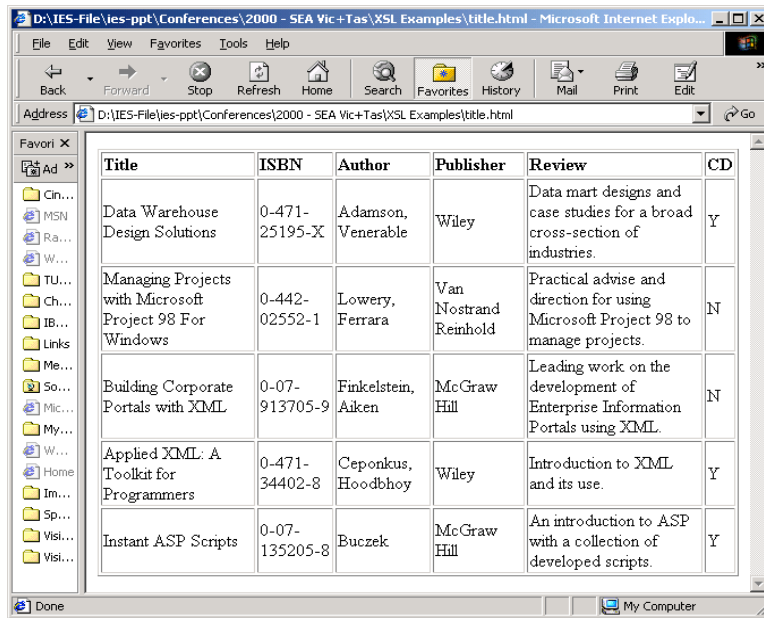 D:\IES-File\ies-ppt\Conferences\2000 - SEA Vic+Tas\XSL Examples\title.html - Microsoft Internet Explo...
File Edit View Favorites Tools Help
Back Forward Stop Refresh Home Search Favorites History Mail Print Edit
Address D:\IES-File\ies-ppt\Conferences\2000 - SEA Vic+Tas\XSL Examples\title.html Go
Favori
Ad
Cin...
MSN
Ra...
W...
TU...
Ch...
IB...
Links
Me...
So...
Mic...
My...
W...
Home
Im...
Sp...
Visi...
Visi...
Title ISBN Author Publisher Review CD
Data Warehouse
Design Solutions
0-471-
25195-X
Adamson,
Venerable
Wiley
Data mart designs and
case studies for a broad
cross-section of
industries.
Y
Managing Projects
with Microsoft
Project 98 For
Windows
0-442-
02552-1
Lowery,
Ferrara
Van
Nostrand
Reinhold
Practical advise and
direction for using
Microsoft Project 98 to
manage projects.
N
Building Corporate
Portals with XML
0-07-
913705-9
Finkelstein,
Aiken
McGraw
Hill
Leading work on the
development of
Enterprise Information
Portals using XML.
N
Applied XML: A
Toolkit for
Programmers
0-471-
34402-8
Ceponkus,
Hoodbhoy
Wiley
Introduction to XML
and its use.
Y
Instant ASP Scripts
0-07-
135205-8
Buczek
McGraw
Hill
An introduction to ASP
with a collection of
developed scripts.
Y
Done
My Computer